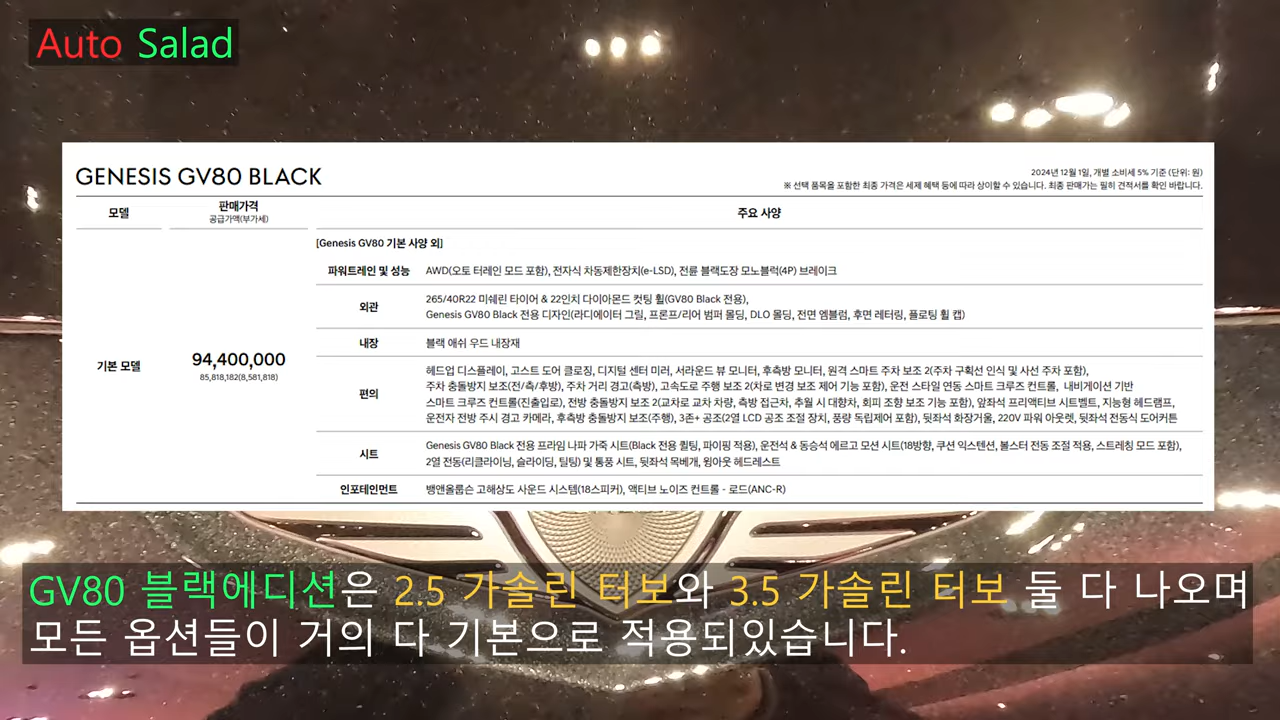 Auto Salad
GENESIS GV80 BLACK
2024년 12월 1일, 개별 소비세 5% 기준 (단위: 원)
※ 선택 품목을 포함한 최종 가격은 세제 혜택 등에 따라 상이할 수 있습니다. 최종 판매가는 필히 견적서를 확인 바랍니다.
모델
판매가격
공급가액(부가세)
주요 사양
[Genesis GV80 기본 사양 외]
파워트레인 및 성능
AWD(오토 터레인 모드 포함), 전자식 차동제한장치(e-LSD), 전륜 블랙도장 모노블럭(4P) 브레이크
외관
265/40R22 미쉐린 타이어 & 22인치 다이아몬드 컷팅 휠(GV80 Black 전용),
Genesis GV80 Black 전용 디자인(라디에이터 그릴, 프론프/리어 범퍼 몰딩, DLO 몰딩, 전면 엠블럼, 후면 레터링, 플로팅 휠 캡)
내장
블랙 애쉬 우드 내장재
기본 모델
94,400,000
85,818,182(8,581,818)
편의
헤드업 디스플레이, 고스트 도어 클로징, 디지털 센터 미러, 서라운드 뷰 모니터, 후측방 모니터, 원격 스마트 주차 보조 2(주차 구획선 인식 및 사선 주차 포함),
주차 충돌방지 보조(전/측/후방), 주차 거리 경고(측방), 고속도로 주행 보조 2(차로 변경 보조 제어 기능 포함), 운전 스타일 연동 스마트 크루즈 컨트롤, 내비게이션 기반
스마트 크루즈 컨트롤(진출입로), 전방 충돌방지 보조 2(교차로 교차 차량, 측방 접근차, 추월 시 대향차, 회피 조향 보조 기능 포함), 앞좌석 프리액티브 시트벨트, 지능형 헤드램프,
운전자 전방 주시 경고 카메라, 후측방 충돌방지 보조(주행), 3존+ 공조(2열 LCD 공조 조절 장치, 풍량 독립제어 포함), 뒷좌석 화장거울, 220V 파워 아웃렛, 뒷좌석 전동식 도어커튼
시트
Genesis GV80 Black 전용 프라임 나파 가죽 시트(Black 전용 퀼팅, 파이핑 적용), 운전석 & 동승석 에르고 모션 시트(18방향, 쿠션 익스텐션, 볼스터 전동 조절 적용, 스트레칭 모드 포함),
2열 전동(리클라이닝, 슬라이딩, 틸팅) 및 통풍 시트, 뒷좌석 목베개, 윙아웃 헤드레스트
인포테인먼트
뱅앤올룹슨 고해상도 사운드 시스템(18스피커), 액티브 노이즈 컨트롤 - 로드(ANC-R)
GV80 블랙에디션은 2.5 가솔린 터보와 3.5 가솔린 터보 둘 다 나오며
모든 옵션들이 거의 다 기본으로 적용되있습니다.